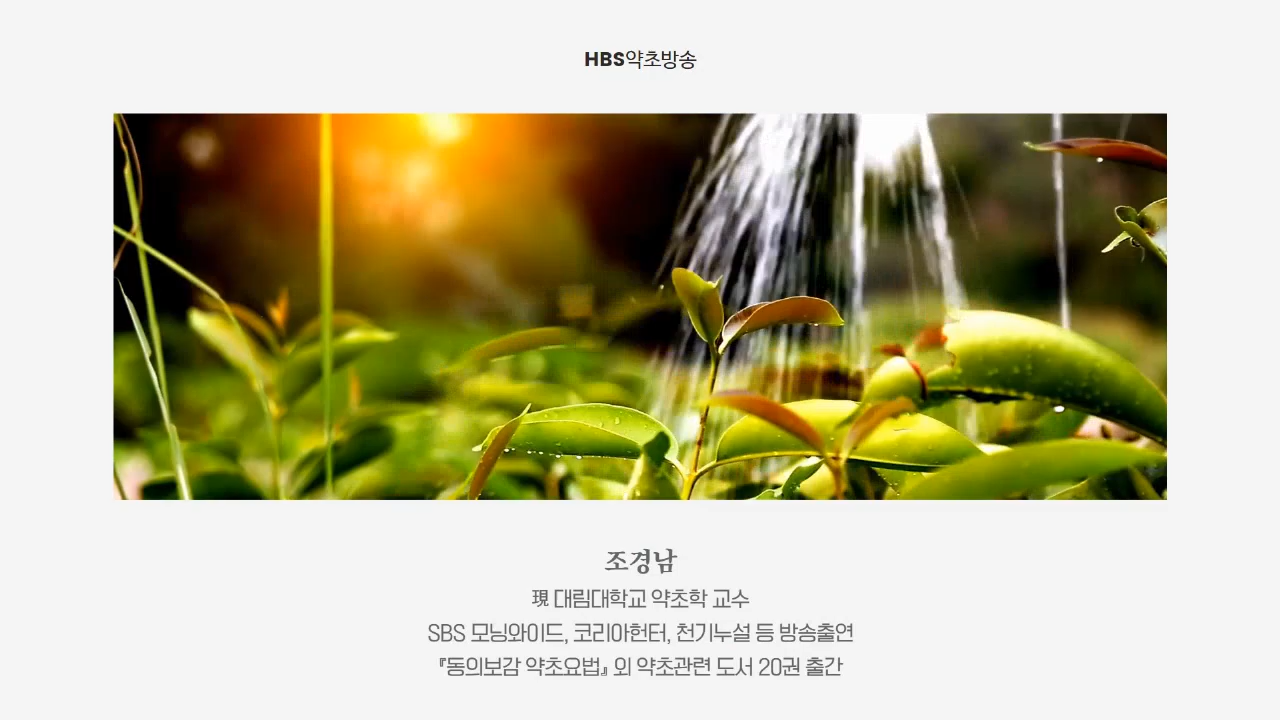 HBS약초방송
조경남
現 대림대학교 약초학 교수
SBS 모닝와이드, 코리아헌터, 천기누설 등 방송출연
『동의보감 약초요법』 외 약초관련 도서 20권 출간